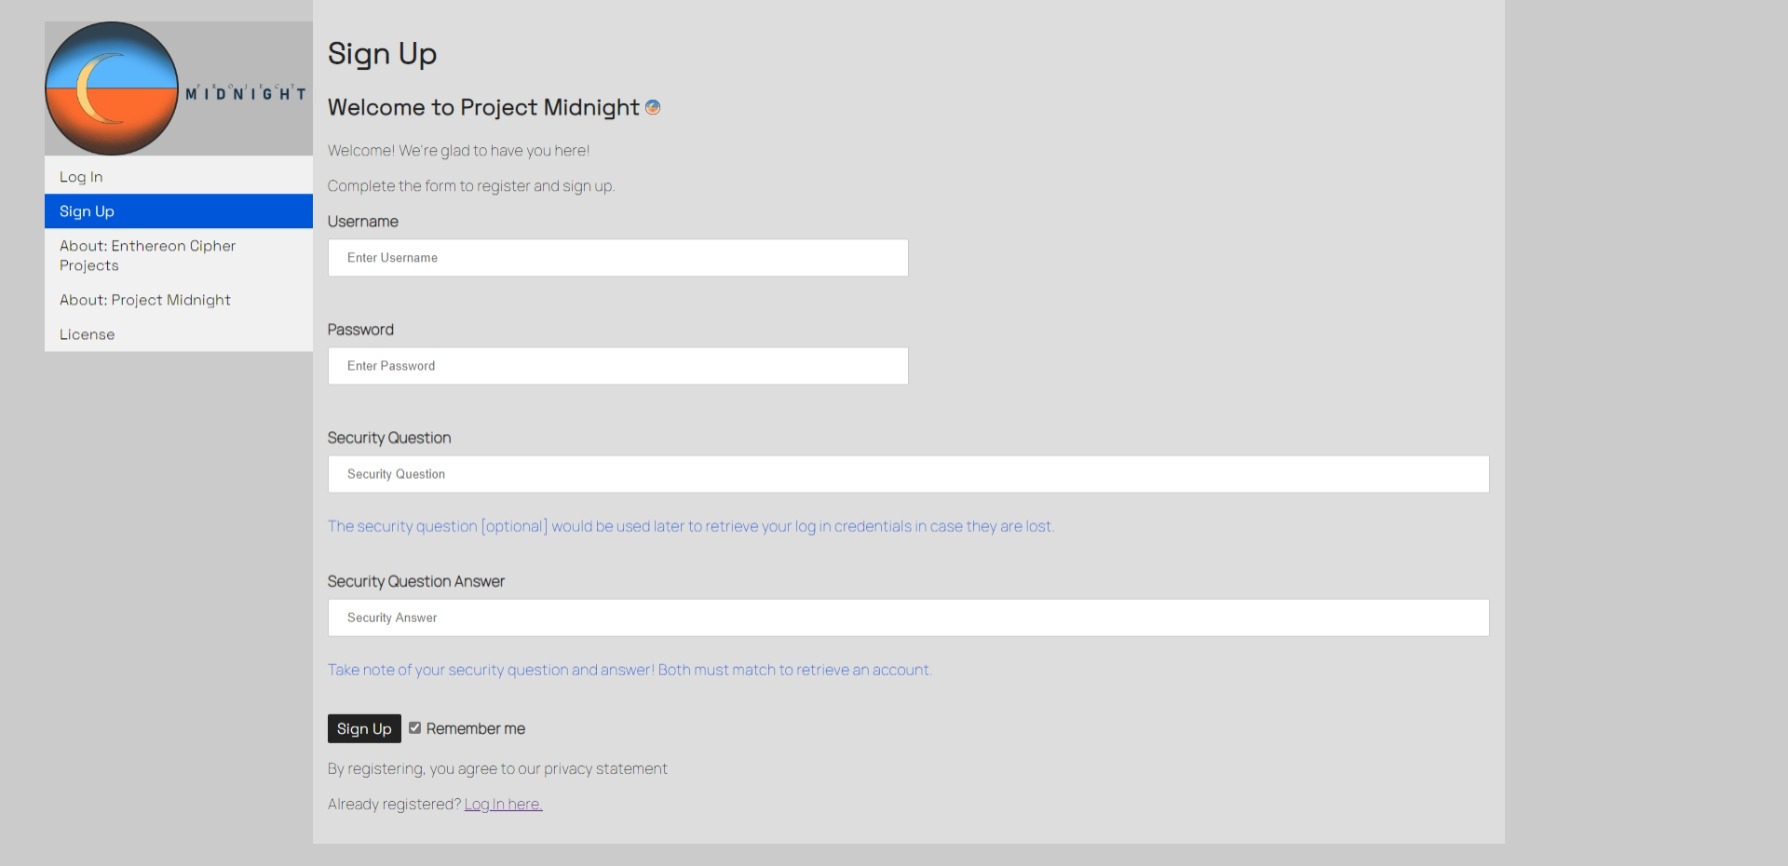 PROJECT
MIDNIGHT
Log In
Sign Up
About: Enthereon Cipher
Projects
About: Project Midnight
License
Sign Up
Welcome to Project Midnight
Welcome! We're glad to have you here!
Complete the form to register and sign up.
Username
Enter Username
Password
Enter Password
Security Question
Security Question
The security question [optional] would be used later to retrieve your log in credentials in case they are lost.
Security Question Answer
Security Answer
Take note of your security question and answer! Both must match to retrieve an account.
Sign Up Remember me
By registering, you agree to our privacy statement
Already registered? Log In here.